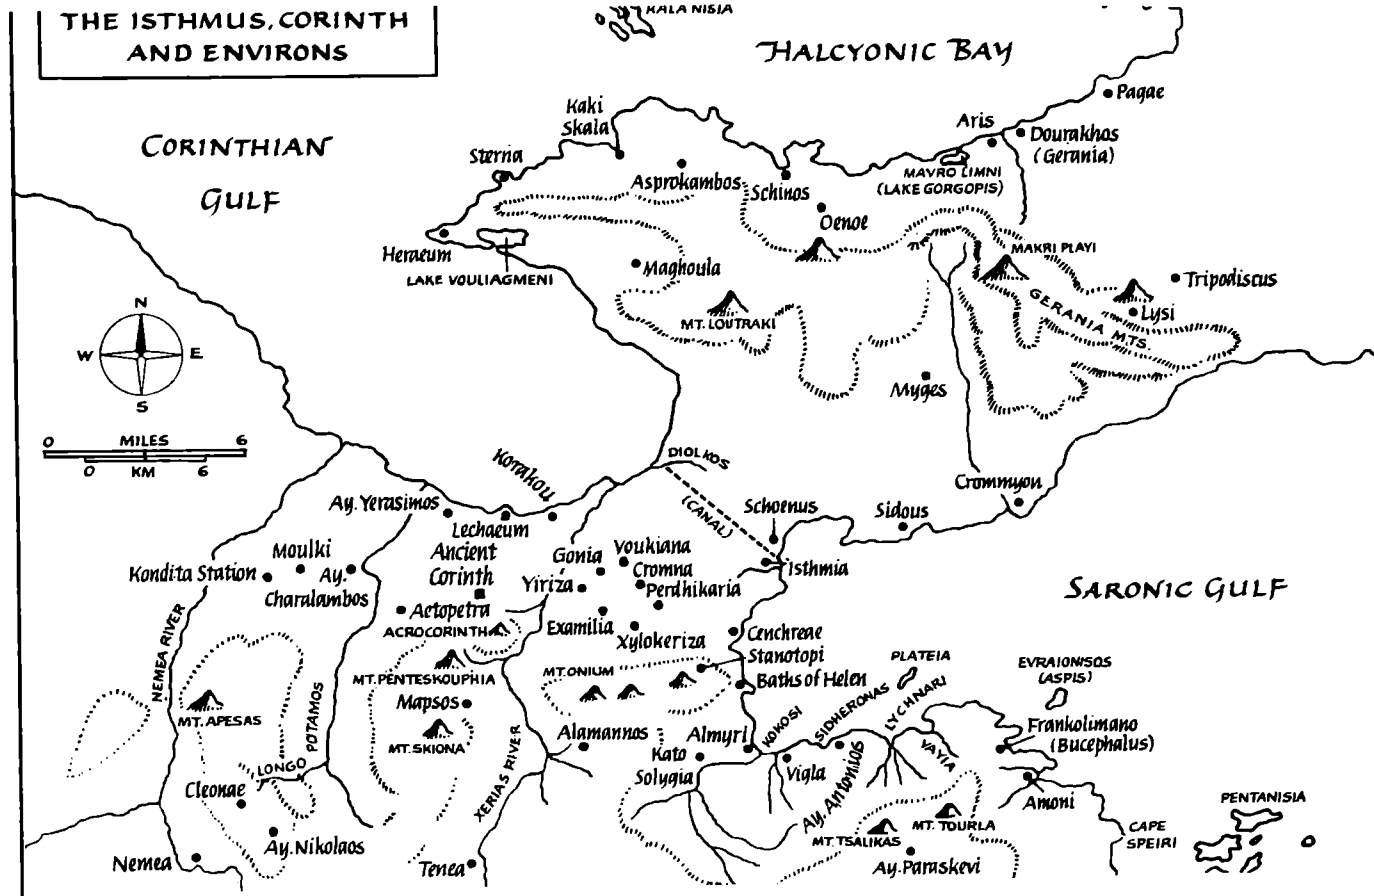 THE ISTHMUS, CORINTH
AND ENVIRONS
KALA NISIA
HALCYONIC BAY
CORINTHIAN
GULF
Kaki
Skala
Sterna
Asprokambos
Schinos
Oenoe
Aris
Pagae
Dourakhos
(Gerania)
MAVRO LIMNI
(LAKE GORGOPIS)
Heraeum
LAKE VOULIAGMENI
Maghoula
MT. LOUTRAKI
MAKRI PLAYI
GERANIA MTS.
Tripodiscus
Lysi
Myges
N
W E
S
0 MILES 6
0 KM 6
DIOLKOS
(CANAL)
Korakou
Crommyon
Schoenus
Sidous
Isthmia
Ay. Yerasimos
Lechaeum
Ancient
Corinth
Gonia
Voukiana
Cromna
Perdhikaria
Yiriza
Examilia
Xylokeriza
Moulki
Kondita Station
Ay.
Charalambos
Aetopetra
ACROCORINTH
SARONIC GULF
Cenchreae
Stanotopi
Baths of Helen
NEMEA RIVER
MT. APESAS
LONGO POTAMOS
MT. PENTESKOUPHIA
Mapsos
MT. SKIONA
XERIAS RIVER
MT. ONIUM
Alamannos
Almyri
Kato
Solygia
KOKOSI
Vigla
SIDHERONAS
Ay. Antonios
LYCHNARI
VAYIA
PLATEIA
EVRAIONISOS
(ASPIS)
Frankolimano
(Bucephalus)
Amoni
CAPE
SPEIRI
PENTANISIA
MT. TSALIKAS
MT. TOURLA
Ay. Paraskevi
Cleonae
Ay. Nikolaos
Nemea
Tenea